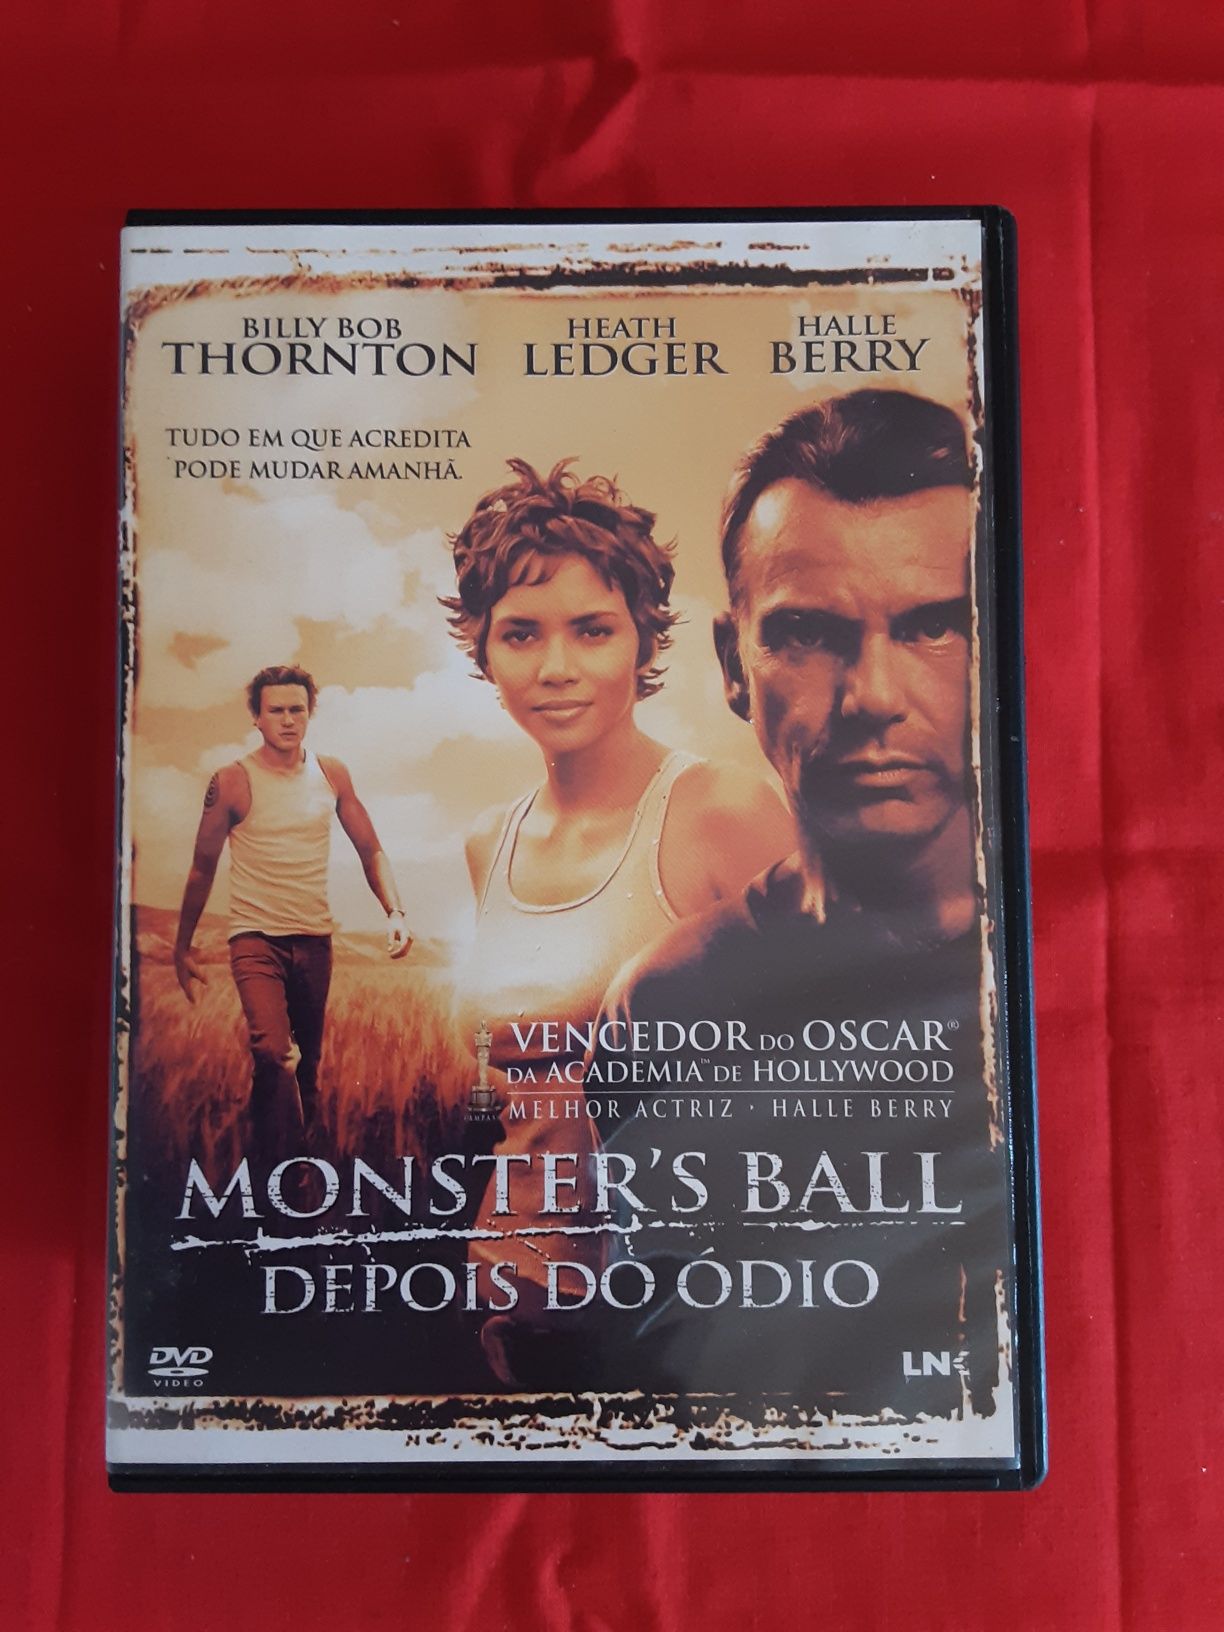 BILLY BOB
THORNTON
HEATH
LEDGER
HALLE
BERRY
TUDO EM QUE ACREDITA
PODE MUDAR AMANHÃ.
VENCEDOR DO OSCAR®
DA ACADEMIA™ DE HOLLYWOOD
MELHOR ACTRIZ · HALLE BERRY
MONSTER'S BALL
DEPOIS DO ÓDIO
DVD
VIDEO
LNK